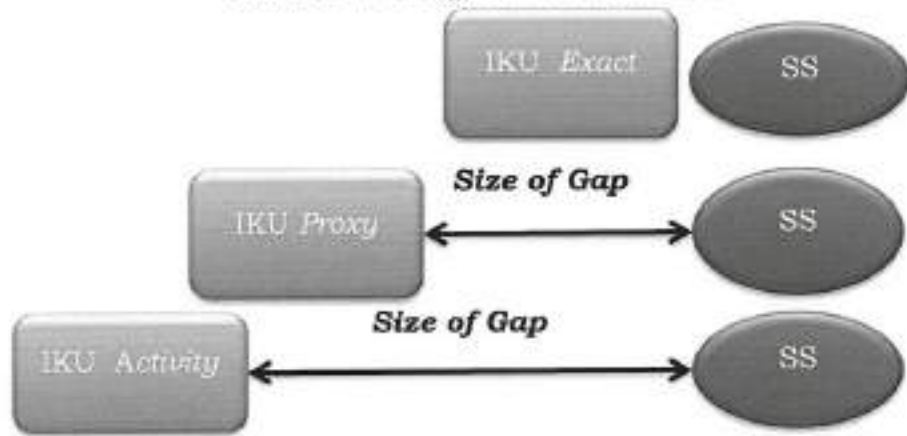 IKU Exact
SS
Size of Gap
IKU Proxy
SS
Size of Gap
IKU Activity
SS